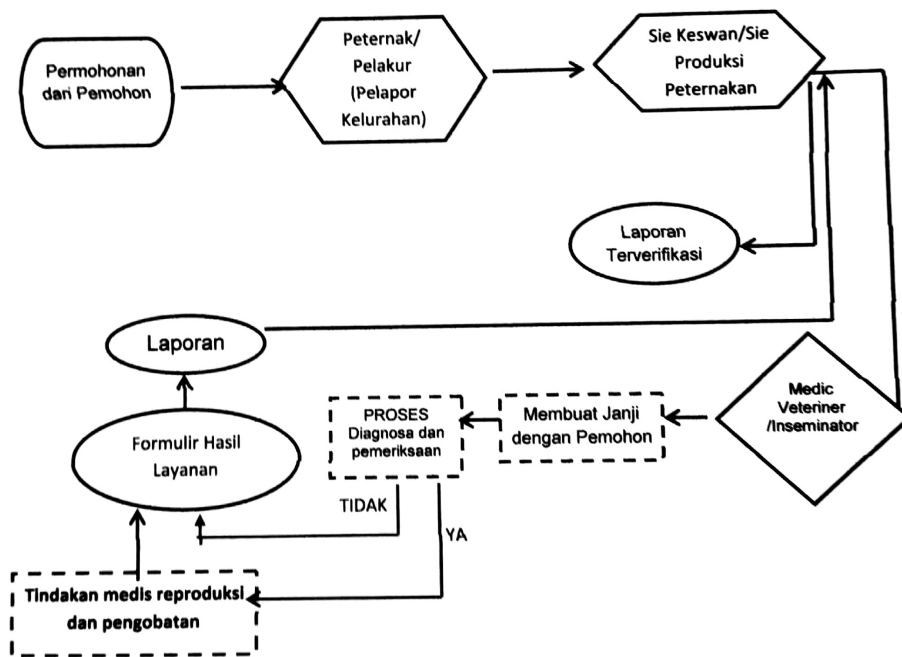 Permohonan
dari Pemohon
Peternak/
Pelakur
(Pelapor
Kelurahan)
Sie Keswan/Sie
Produksi
Peternakan
Laporan
Terverifikasi
Laporan
Medic
Veteriner
/Inseminator
Membuat Janji
dengan Pemohon
PROSES
Diagnosa dan
pemeriksaan
Formulir Hasil
Layanan
TIDAK
YA
Tindakan medis reproduksi
dan pengobatan